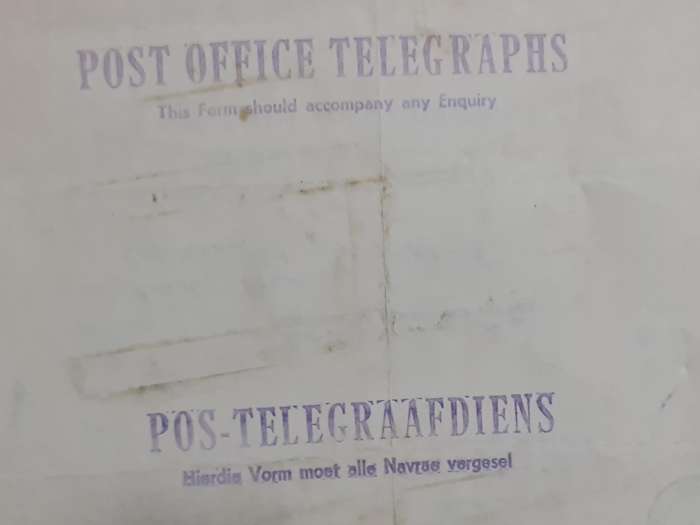 POST OFFICE TELEGRAPHS
This Form should accompany any Enquiry
POS-TELEGRAAFDIENS
Hierdie Vorm moet alle Navrae vergesel